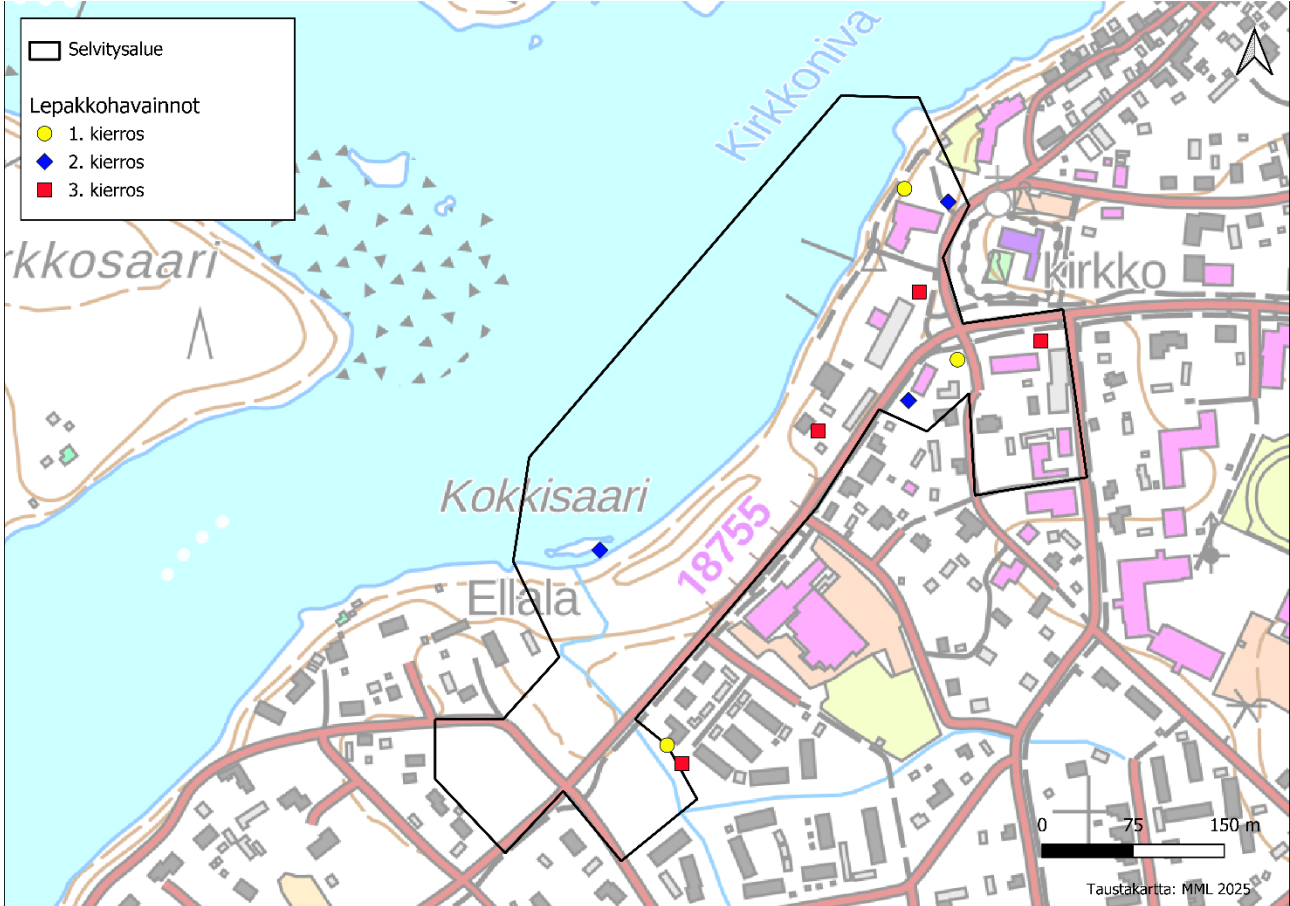 Selvitysalue
Lepakkohavainnot
1. kierros
2. kierros
3. kierros
Kirkkoniva
rkkosaari
kirkko
Kokkisaari
18755
Ellala
0 75 150 m
Taustakartta: MML 2025